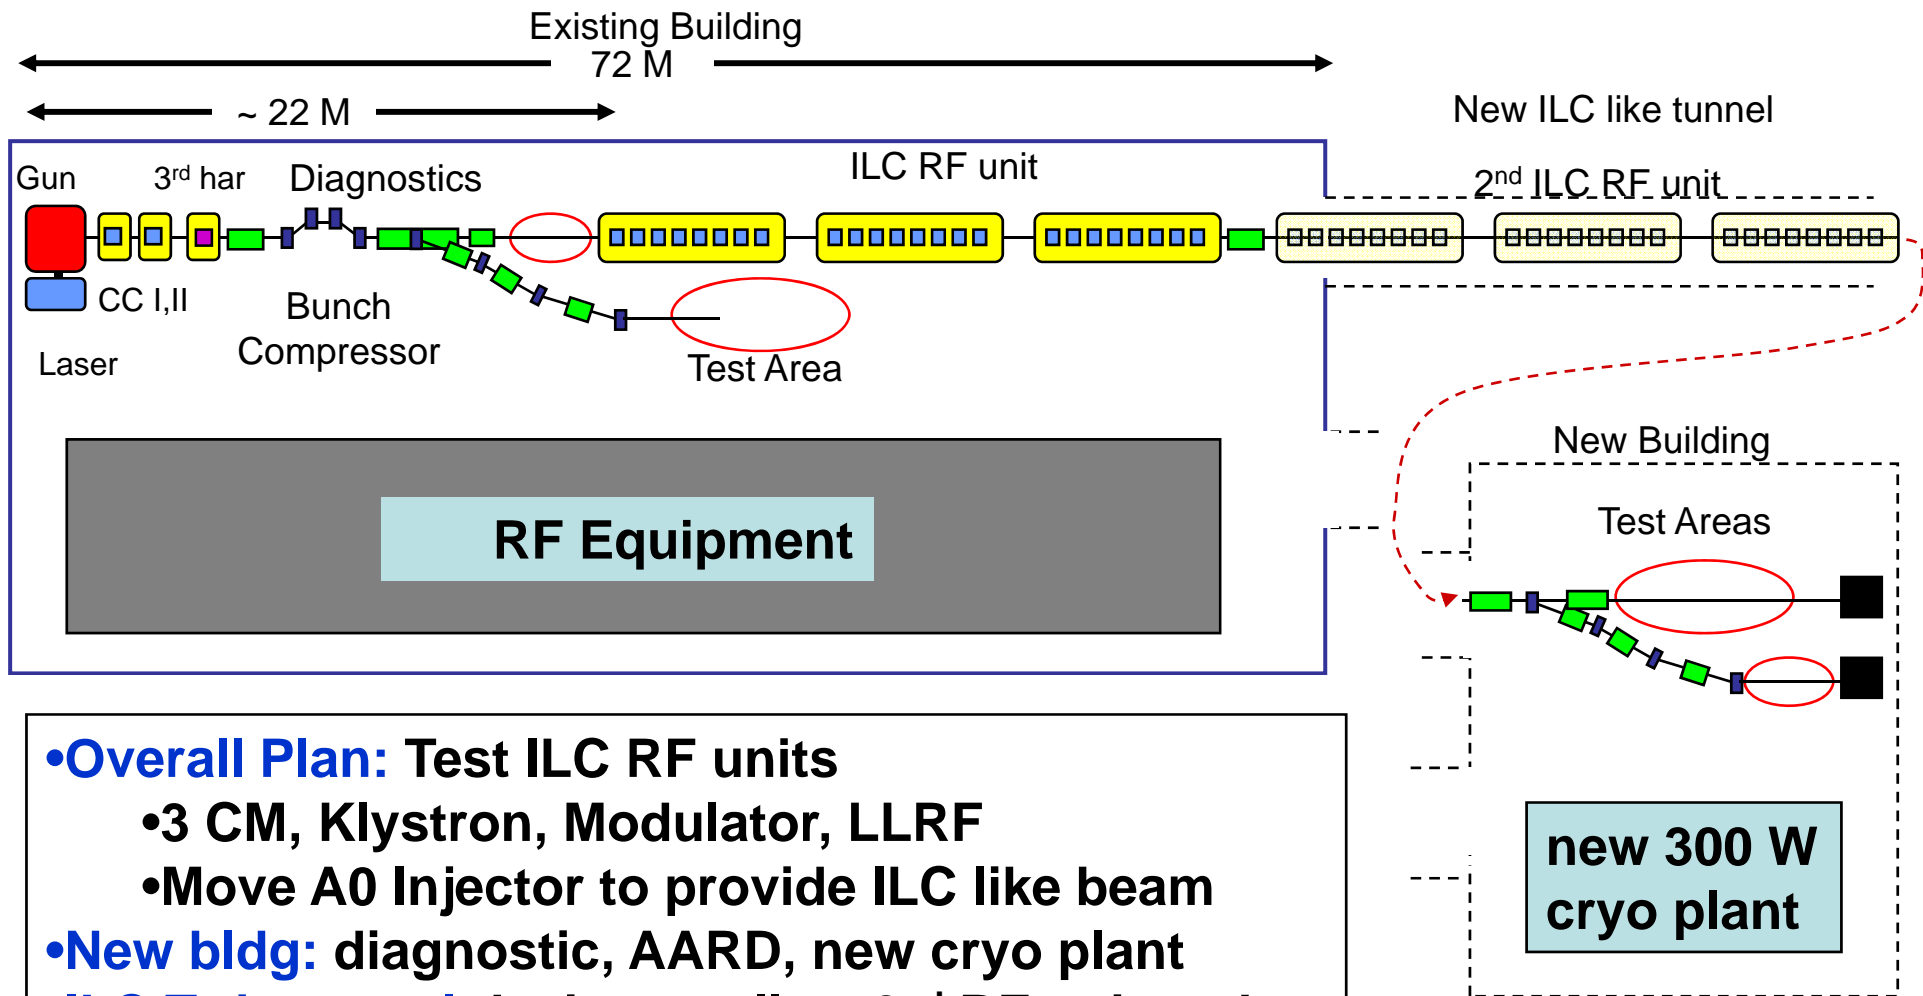 Existing Building
72 M
~ 22 M
New ILC like tunnel
Gun
3rd har
Diagnostics
ILC RF unit
2nd ILC RF unit
CC I,II
Bunch
Compressor
Laser
Test Area
New Building
Test Areas
RF Equipment
•Overall Plan: Test ILC RF units
•3 CM, Klystron, Modulator, LLRF
•Move A0 Injector to provide ILC like beam
•New bldg: diagnostic, AARD, new cryo plant
new 300 W
cryo plant